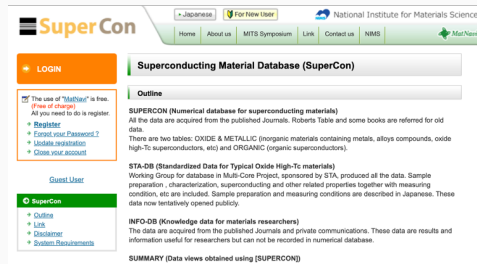 SuperCon
Japanese
For New User
National Institute for Materials Science
Home
About us
MITS Symposium
Link
Contact us
NIMS
MatNavi
LOGIN
The use of "MatNavi" is free.
(Free of charge)
All you need to do is register.
Register
Forgot your Password ?
Update registration
Close your account
Guest User
SuperCon
Outline
Link
Disclaimer
System Requirements
Superconducting Material Database (SuperCon)
Outline
SUPERCON (Numerical database for superconducting materials)
All the data are acquired from the published Journals. Roberts Table and some books are referred for old
data.
There are two tables: OXIDE & METALLIC (inorganic materials containing metals, alloys compounds, oxide
high-Tc superconductors, etc) and ORGANIC (organic superconductors).
STA-DB (Standardized Data for Typical Oxide High-Tc materials)
Working Group for database in Multi-Core Project, sponsored by STA, produced all the data. Sample
preparation , characterization, superconducting and other related properties together with measuring
condition, etc are included. Sample preparation and measuring conditions are described in Japanese. These
data now tentatively opened publicly.
INFO-DB (Knowledge data for materials researchers)
The data are acquired from the published Journals and private communications. These data are results and
information useful for researchers but can not be recorded in numerical database.
SUMMARY (Data views obtained using [SUPERCON])